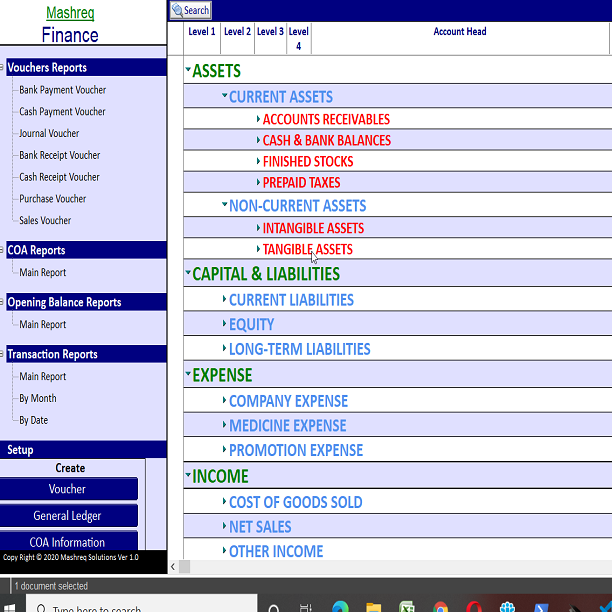 Mashreq
Finance
Vouchers Reports
Bank Payment Voucher
Cash Payment Voucher
Journal Voucher
Bank Receipt Voucher
Cash Receipt Voucher
Purchase Voucher
Sales Voucher
COA Reports
Main Report
Opening Balance Reports
Main Report
Transaction Reports
Main Report
By Month
By Date
Setup
Create
Voucher
General Ledger
COA Information
Copy Right © 2020 Mashreq Solutions Ver 1.0
Search
Level 1 Level 2 Level 3 Level 4 Account Head
ASSETS
CURRENT ASSETS
ACCOUNTS RECEIVABLES
CASH & BANK BALANCES
FINISHED STOCKS
PREPAID TAXES
NON-CURRENT ASSETS
INTANGIBLE ASSETS
TANGIBLE ASSETS
CAPITAL & LIABILITIES
CURRENT LIABILITIES
EQUITY
LONG-TERM LIABILITIES
EXPENSE
COMPANY EXPENSE
MEDICINE EXPENSE
PROMOTION EXPENSE
INCOME
COST OF GOODS SOLD
NET SALES
OTHER INCOME
1 document selected
Type here to search